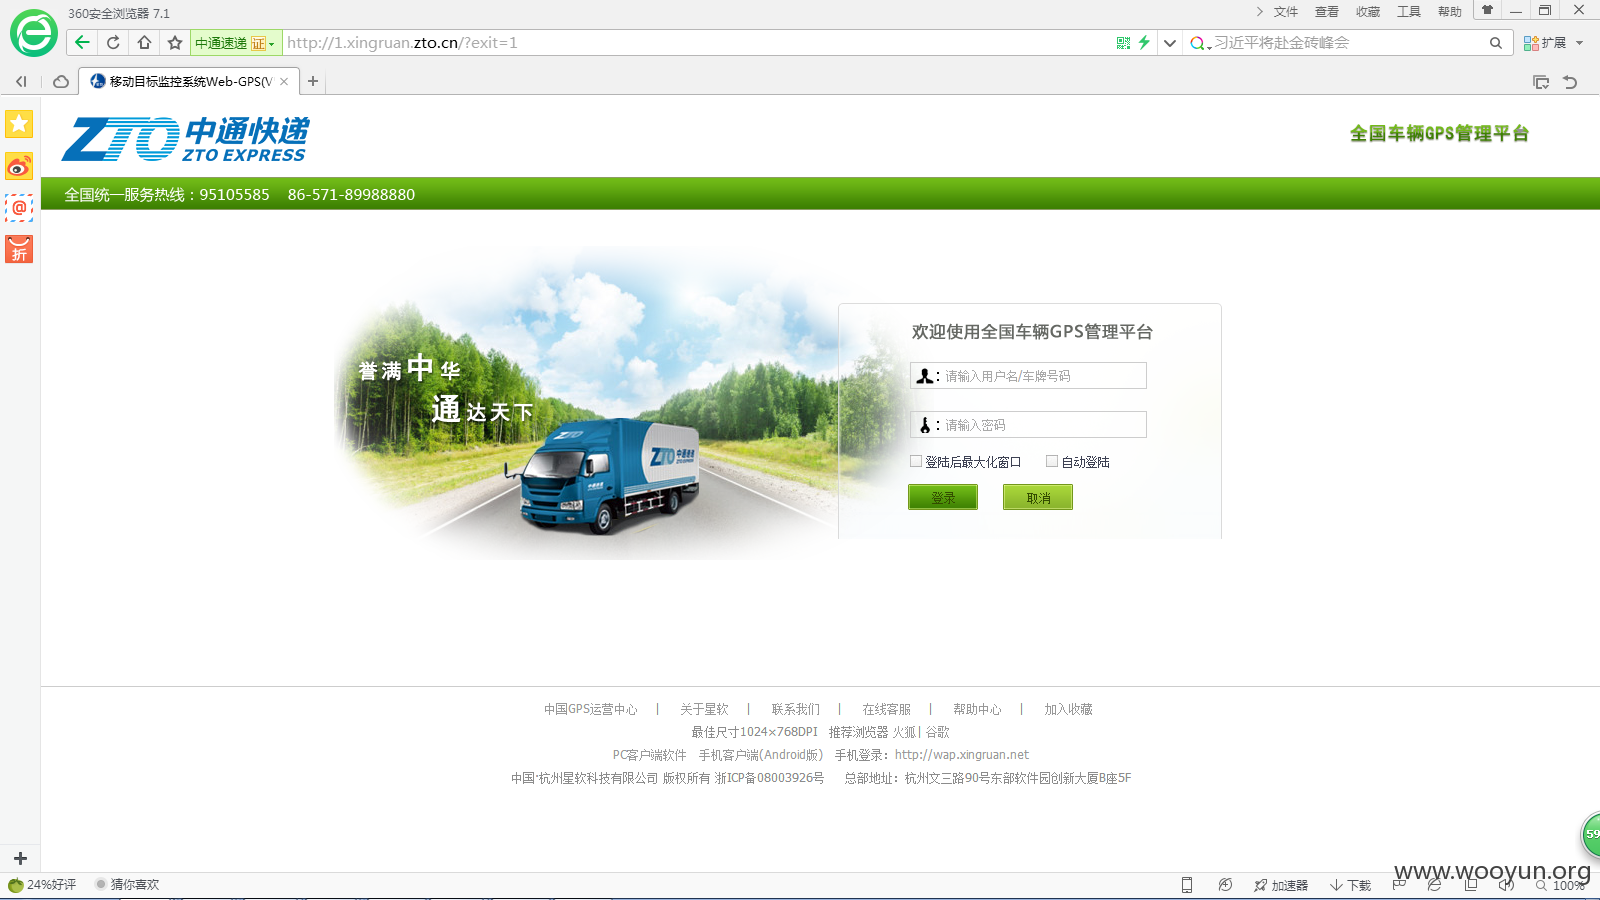 360安全浏览器 7.1
文件 查看 收藏 工具 帮助
中通速递 证 http://1.xingruan.zto.cn/?exit=1
习近平将赴金砖峰会
扩展
移动目标监控系统Web-GPS(V
@
折
ZTO 中通快递
ZTO EXPRESS
全国车辆GPS管理平台
全国统一服务热线：95105585 86-571-89988880
誉满中华
通达天下
ZTO
ZTO 中通速递
ZTO EXPRESS
中通速递
欢迎使用全国车辆GPS管理平台
：请输入用户名/车牌号码
：请输入密码
登陆后最大化窗口 自动登陆
登录 取消
中国GPS运营中心 | 关于星软 | 联系我们 | 在线客服 | 帮助中心 | 加入收藏
最佳尺寸1024×768DPI 推荐浏览器 火狐| 谷歌
PC客户端软件 手机客户端(Android版) 手机登录：http://wap.xingruan.net
中国·杭州星软科技有限公司 版权所有 浙ICP备08003926号 总部地址：杭州文三路90号东部软件园创新大厦B座5F
59
www.wooyun.org
24%好评 猜你喜欢
加速器 下载 100%